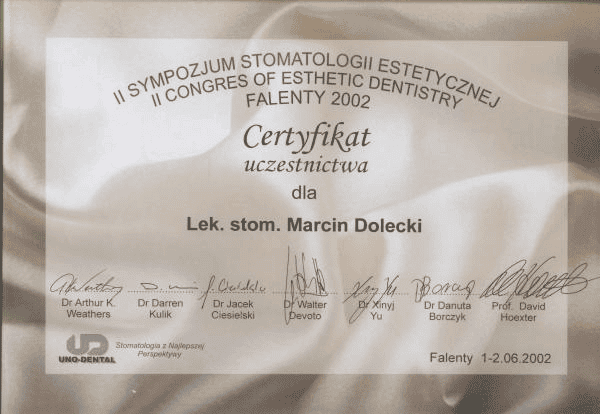 II SYMPOZJUM STOMATOLOGII ESTETYCZNEJ
II CONGRES OF ESTHETIC DENTISTRY
FALENTY 2002
Certyfikat
uczestnictwa
dla
Lek. stom. Marcin Dolecki
Dr Arthur K. Weathers
Dr Darren Kulik
Dr Jacek Ciesielski
Dr Walter Devoto
Dr Xinyj Yu
Dr Danuta Borczyk
Prof. David Hoexter
UD
UNO-DENTAL
Stomatologia z Najlepszej
Perspektywy
Falenty 1-2.06.2002